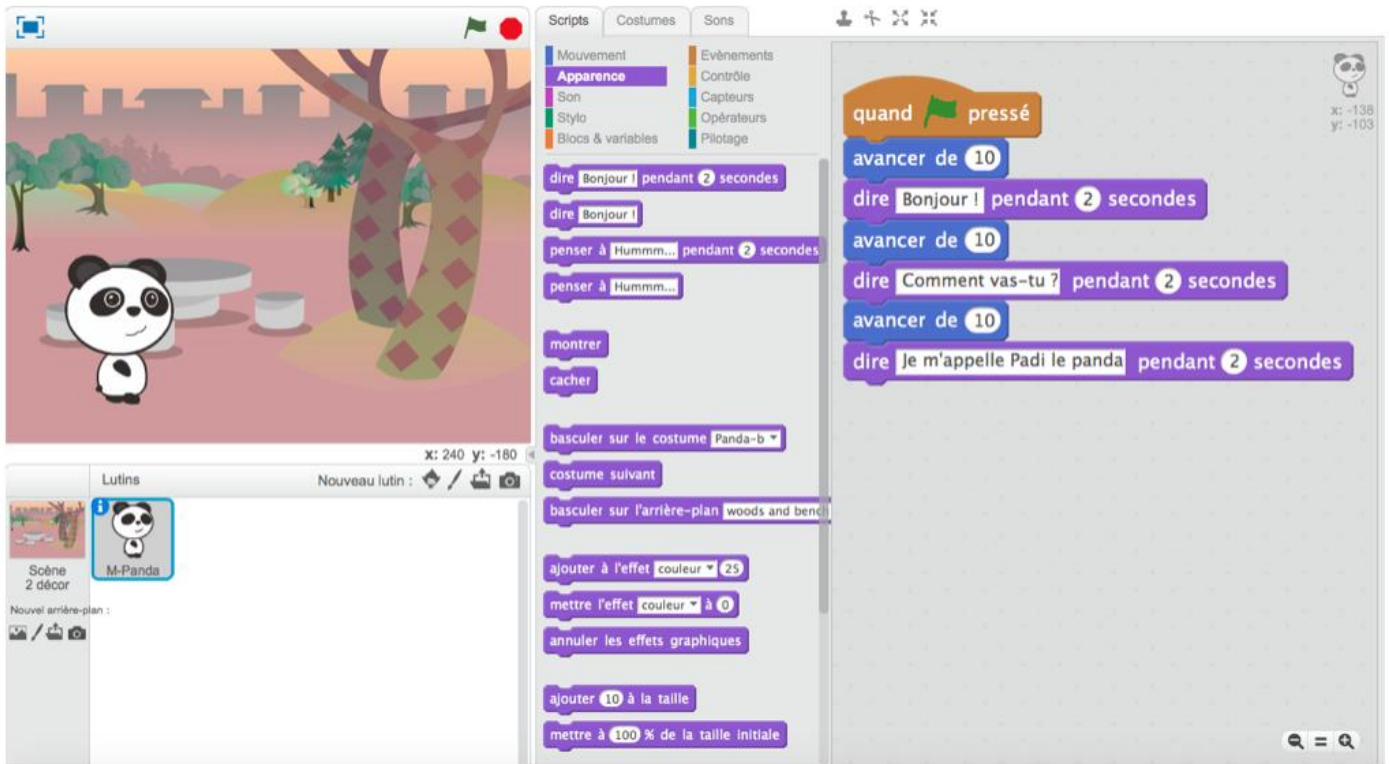 x: 240 y: -180
Lutins
Nouveau lutin :
Scène
2 décor
M-Panda
Nouvel arrière-plan :
Scripts Costumes Sons
Mouvement Evènements
Apparence Contrôle
Son Capteurs
Stylo Opérateurs
Blocs & variables Pilotage
dire Bonjour ! pendant 2 secondes
dire Bonjour !
penser à Hummm... pendant 2 secondes
penser à Hummm...
montrer
cacher
basculer sur le costume Panda-b
costume suivant
basculer sur l'arrière-plan woods and bench
ajouter à l'effet couleur 25
mettre l'effet couleur à 0
annuler les effets graphiques
ajouter 10 à la taille
mettre à 100 % de la taille initiale
x: -138
y: -103
quand pressé
avancer de 10
dire Bonjour ! pendant 2 secondes
avancer de 10
dire Comment vas-tu ? pendant 2 secondes
avancer de 10
dire Je m'appelle Padi le panda pendant 2 secondes